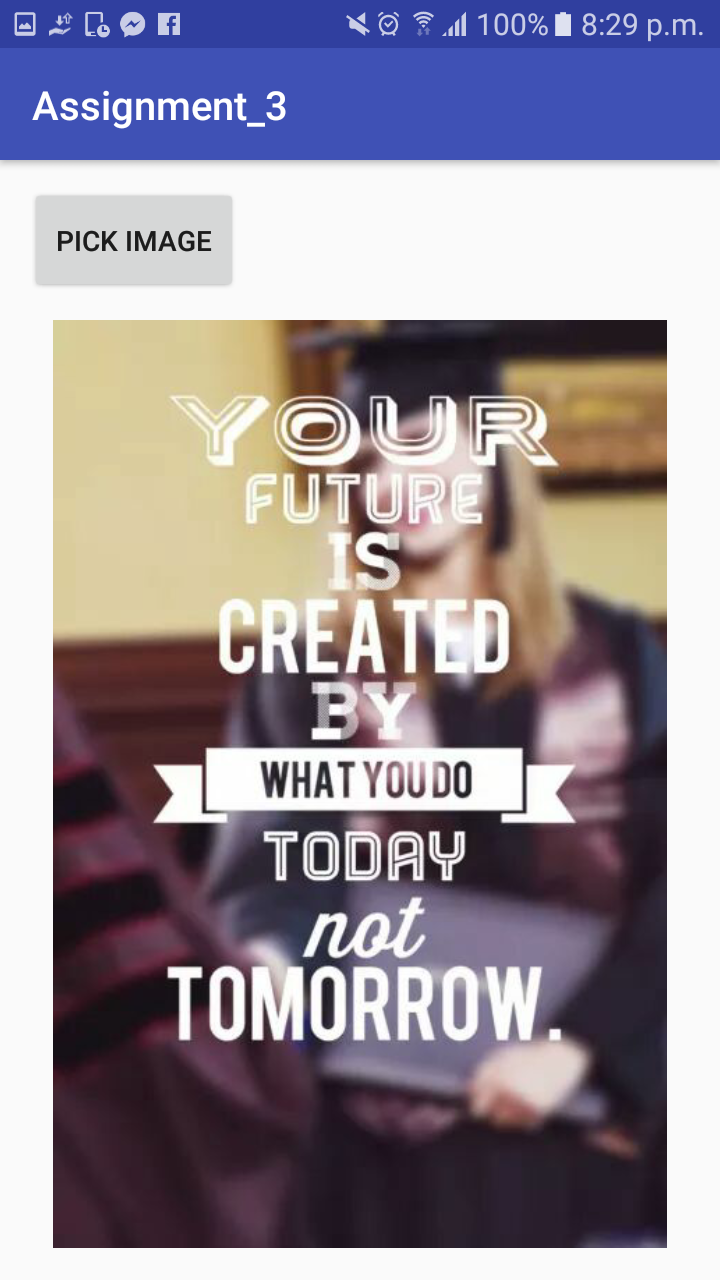 100% 8:29 p.m.
Assignment_3
PICK IMAGE
YOUR
FUTURE
IS
CREATED
BY
WHAT YOU DO
TODAY
not
TOMORROW.